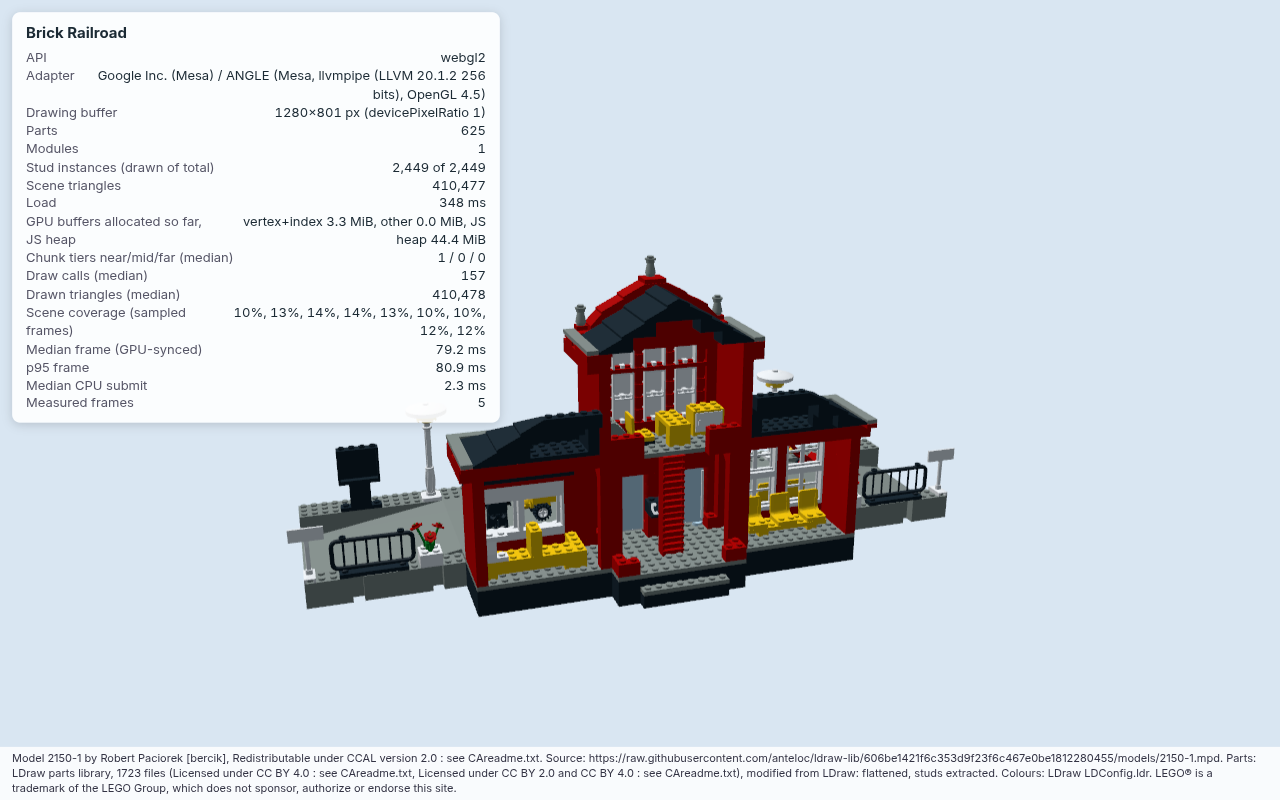 Brick Railroad
API webgl2
Adapter Google Inc. (Mesa) / ANGLE (Mesa, llvmpipe (LLVM 20.1.2 256
bits), OpenGL 4.5)
Drawing buffer 1280×801 px (devicePixelRatio 1)
Parts 625
Modules 1
Stud instances (drawn of total) 2,449 of 2,449
Scene triangles 410,477
Load 348 ms
GPU buffers allocated so far, vertex+index 3.3 MiB, other 0.0 MiB, JS
JS heap heap 44.4 MiB
Chunk tiers near/mid/far (median) 1 / 0 / 0
Draw calls (median) 157
Drawn triangles (median) 410,478
Scene coverage (sampled 10%, 13%, 14%, 14%, 13%, 10%, 10%,
frames) 12%, 12%
Median frame (GPU-synced) 79.2 ms
p95 frame 80.9 ms
Median CPU submit 2.3 ms
Measured frames 5
Model 2150-1 by Robert Paciorek [bercik], Redistributable under CCAL version 2.0 : see CAreadme.txt. Source: https://raw.githubusercontent.com/anteloc/ldraw-lib/606be1421f6c353d9f23f6c467e0be1812280455/models/2150-1.mpd. Parts:
LDraw parts library, 1723 files (Licensed under CC BY 4.0 : see CAreadme.txt, Licensed under CC BY 2.0 and CC BY 4.0 : see CAreadme.txt), modified from LDraw: flattened, studs extracted. Colours: LDraw LDConfig.ldr. LEGO® is a
trademark of the LEGO Group, which does not sponsor, authorize or endorse this site.